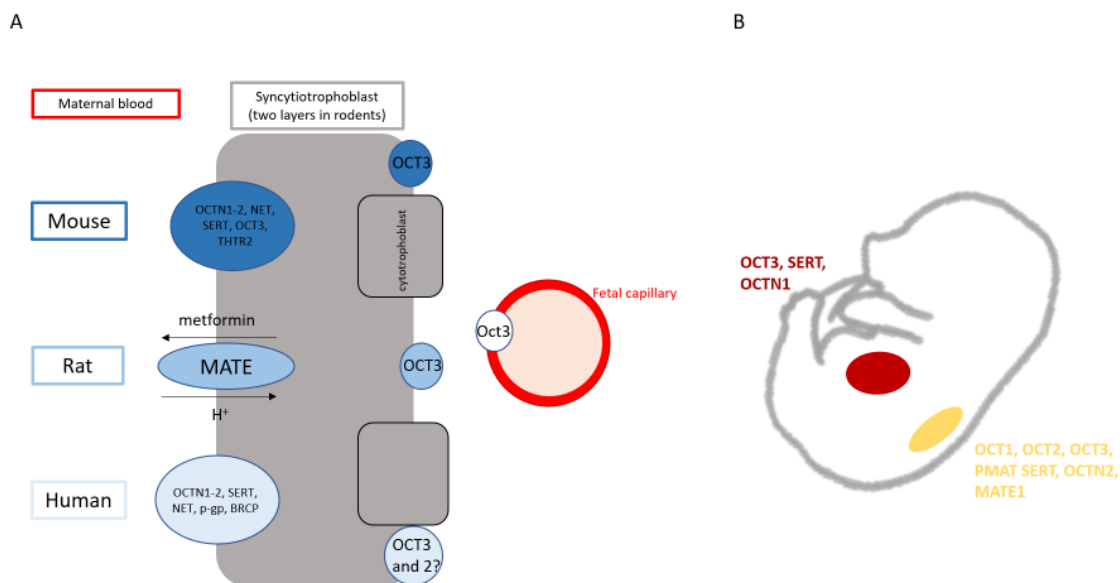 A
B
Maternal blood
Syncytiotrophoblast
(two layers in rodents)
OCT3
Mouse
OCTN1-2, NET,
SERT, OCT3,
THTR2
cytotrophoblast
Fetal capillary
Oct3
metformin
Rat
MATE
OCT3
H⁺
Human
OCTN1-2, SERT,
NET, p-gp, BRCP
OCT3
and 2?
OCT3, SERT,
OCTN1
OCT1, OCT2, OCT3,
PMAT SERT, OCTN2,
MATE1